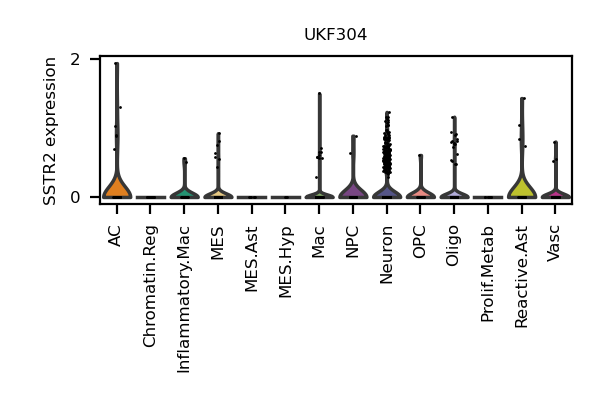 UKF304
SSTR2 expression
2
0
AC
Chromatin.Reg
Inflammatory.Mac
MES
MES.Ast
MES.Hyp
Mac
NPC
Neuron
OPC
Oligo
Prolif.Metab
Reactive.Ast
Vasc